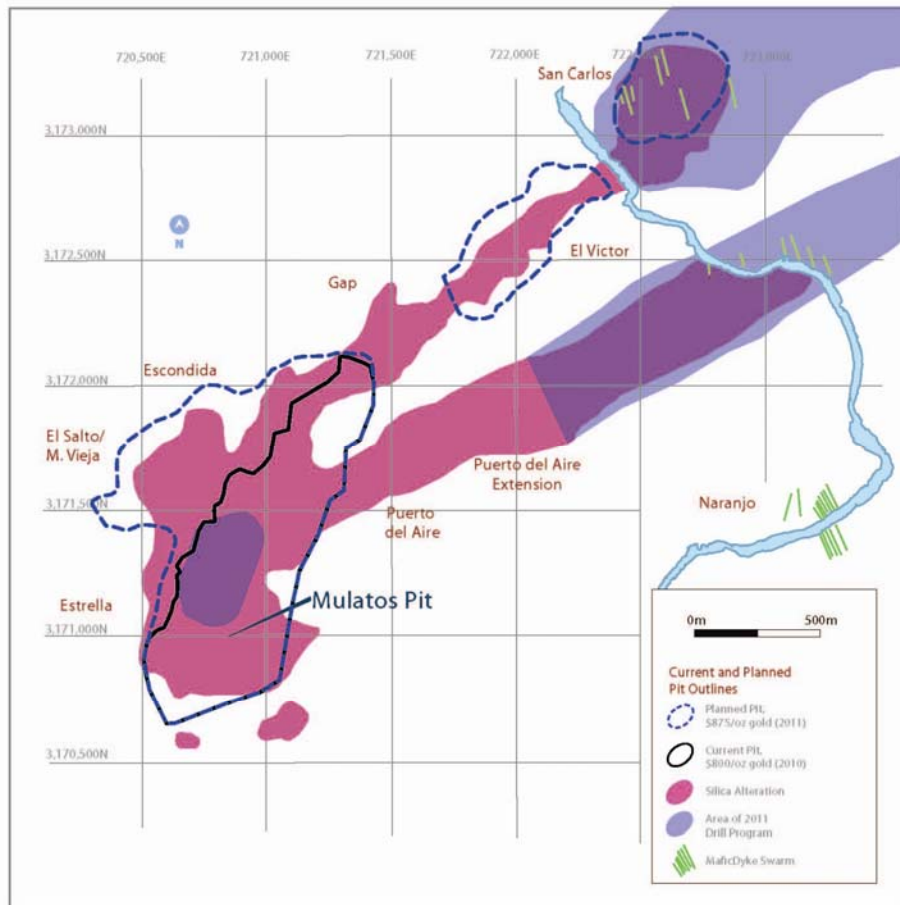 720,500E
721,000E
721,500E
722,000E
San Carlos
3,173,000N
N
3,172,500N
El Victor
Gap
3,172,000N
Escondida
El Salto/
M. Vieja
Puerto del Aire
Extension
3,171,500N
Puerto
del Aire
Naranjo
Estrella
Mulatos Pit
3,171,000N
3,170,500N
0m
500m
Current and Planned
Pit Outlines
Planned Pit,
$875/oz gold (2011)
Current Pit,
$800/oz gold (2010)
Silica Alteration
Area of 2011
Drill Program
MaficDyke Swarm